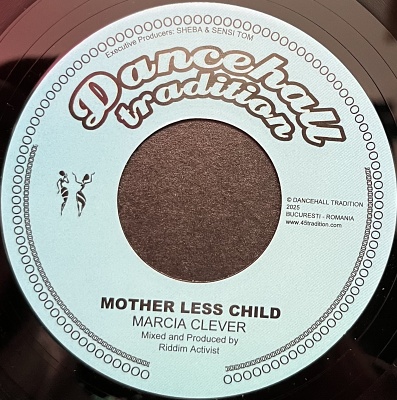 Executive Producers: SHEBA & SENSI TOM
Dancehall
tradition
© DANCEHALL TRADITION
2025
BUCURESTI - ROMANIA
www.45tradition.com
MOTHER LESS CHILD
MARCIA CLEVER
Mixed and Produced by
Riddim Activist